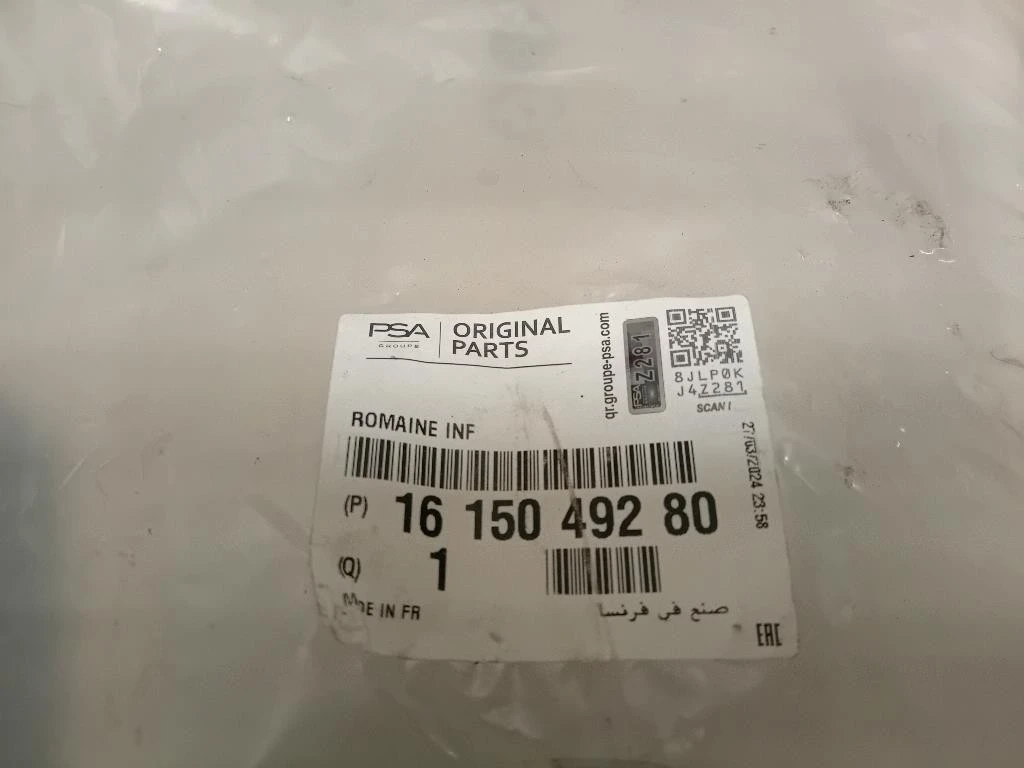 PSA
GROUPE
ORIGINAL
PARTS
qr.groupe-psa.com
PSA Z281
8JLP0K
J4Z281
SCAN !
ROMAINE INF
27/03/2024 23:58
(P) 16 150 492 80
(Q) 1
MADE IN FR
صنع في فرنسا
EAC